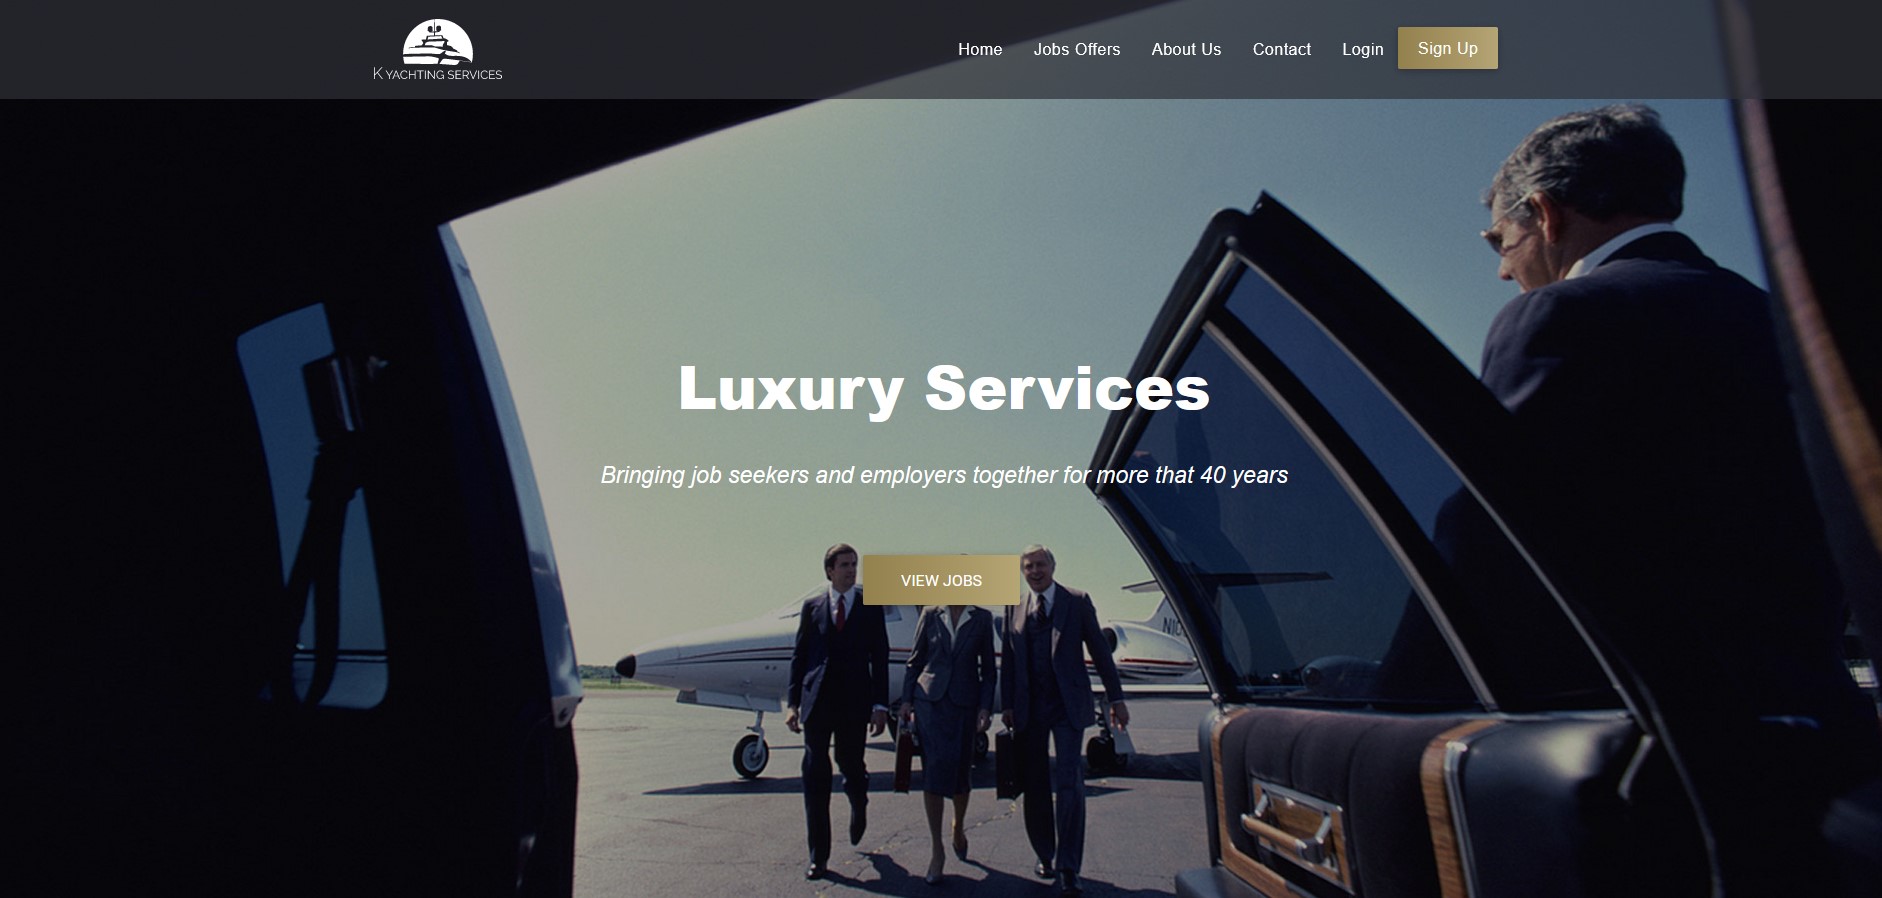 K YACHTING SERVICES
Home Jobs Offers About Us Contact Login Sign Up
Luxury Services
Bringing job seekers and employers together for more that 40 years
VIEW JOBS